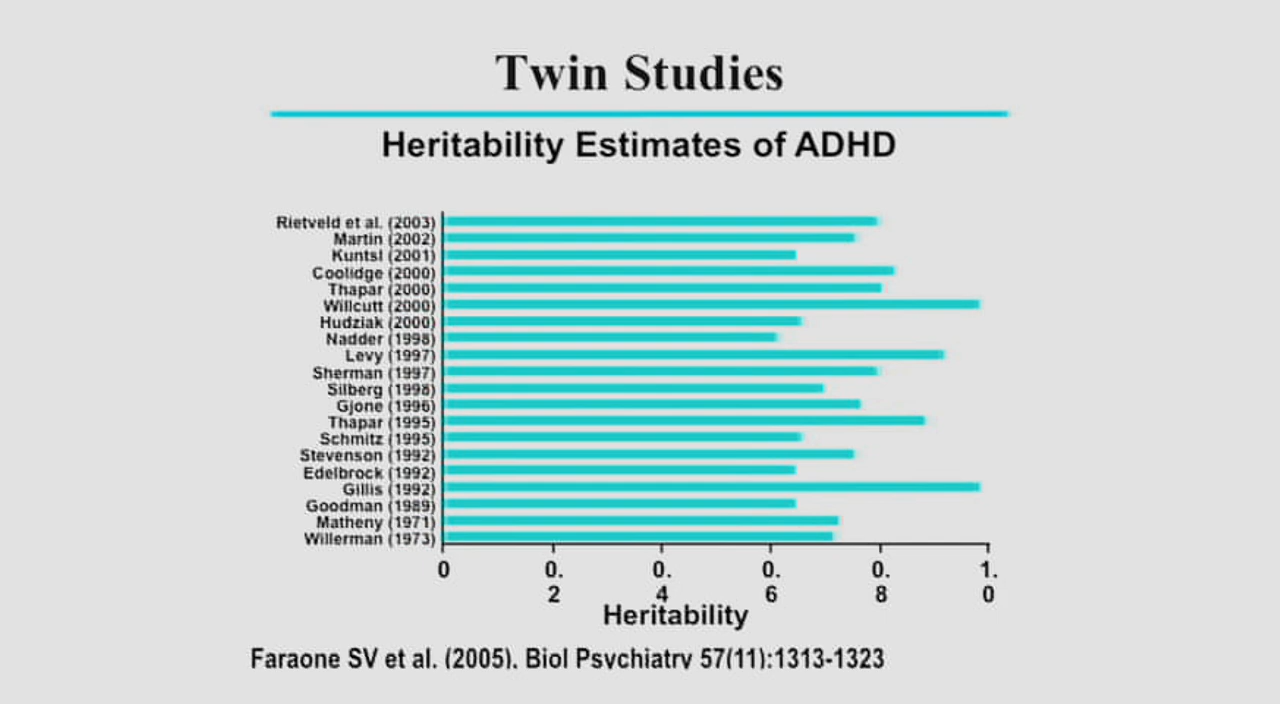 Twin Studies
Heritability Estimates of ADHD
Rietveld et al. (2003)
Martin (2002)
Kuntsi (2001)
Coolidge (2000)
Thapar (2000)
Willcutt (2000)
Hudziak (2000)
Nadder (1998)
Levy (1997)
Sherman (1997)
Silberg (1996)
Gjone (1996)
Thapar (1995)
Schmitz (1995)
Stevenson (1992)
Edelbrock (1992)
Gillis (1992)
Goodman (1989)
Matheny (1971)
Willerman (1973)
0 0. 0. 0. 0. 1.
2 4 6 8 0
Heritability
Faraone SV et al. (2005). Biol Psychiatry 57(11):1313-1323